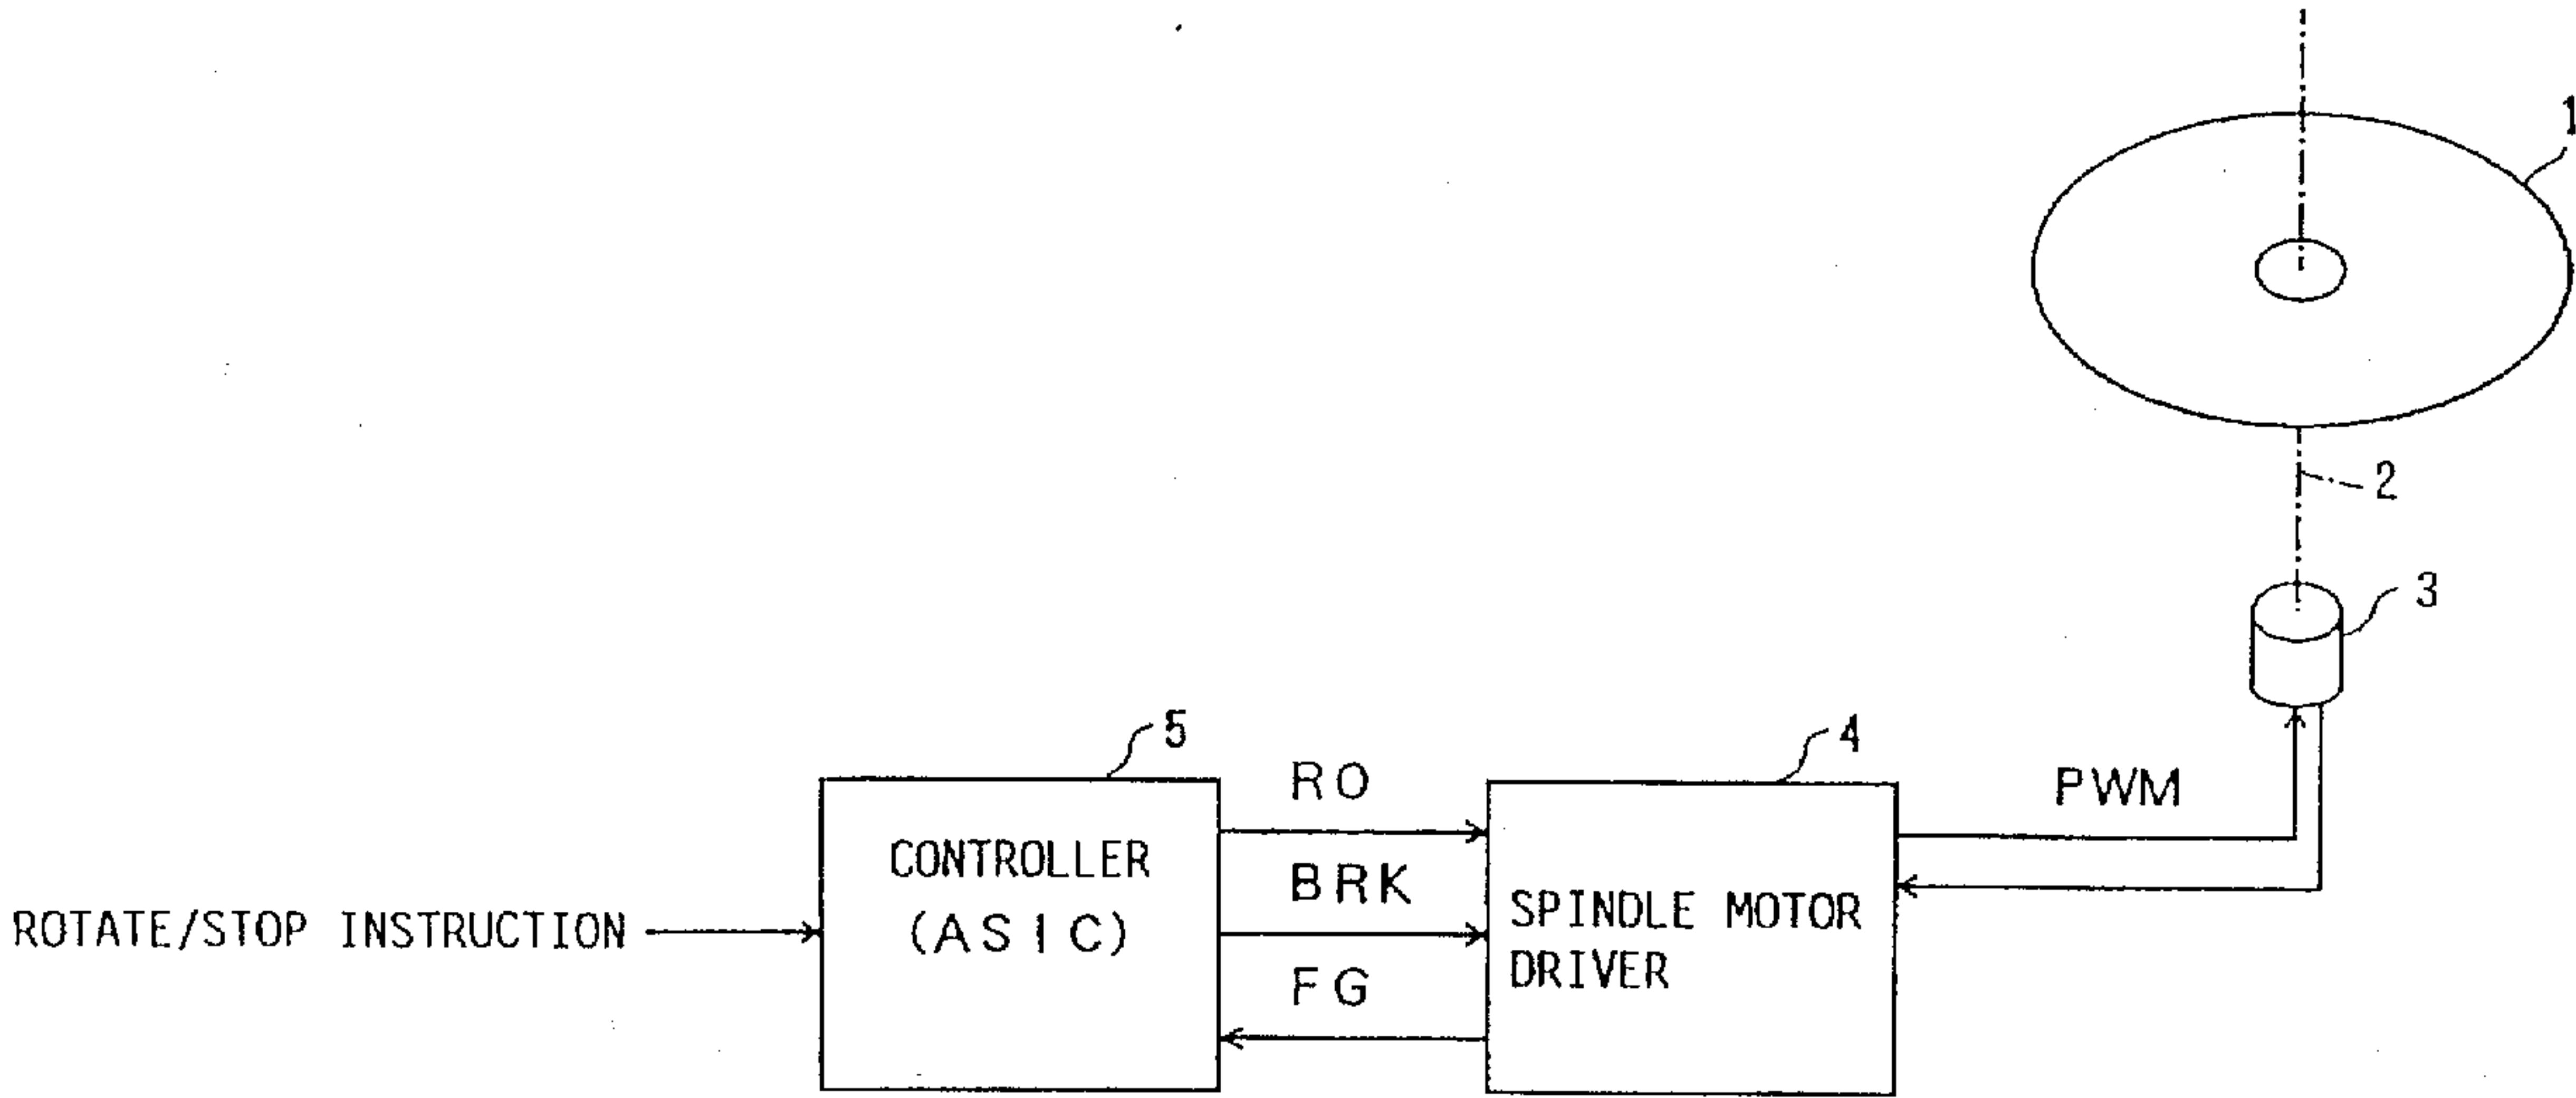 1
2
3
4
5
RO
PWM
CONTROLLER
(ASIC)
BRK
ROTATE/STOP INSTRUCTION
SPINDLE MOTOR
DRIVER
FG